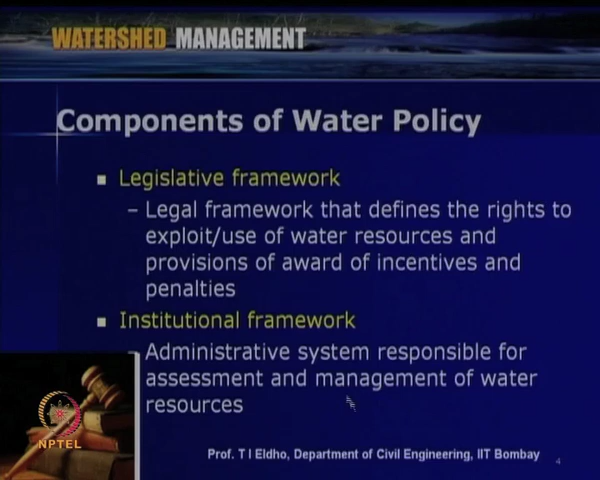 WATERSHED MANAGEMENT
Components of Water Policy
Legislative framework
– Legal framework that defines the rights to
exploit/use of water resources and
provisions of award of incentives and
penalties
Institutional framework
– Administrative system responsible for
assessment and management of water
resources
NPTEL
Prof. T I Eldho, Department of Civil Engineering, IIT Bombay
4